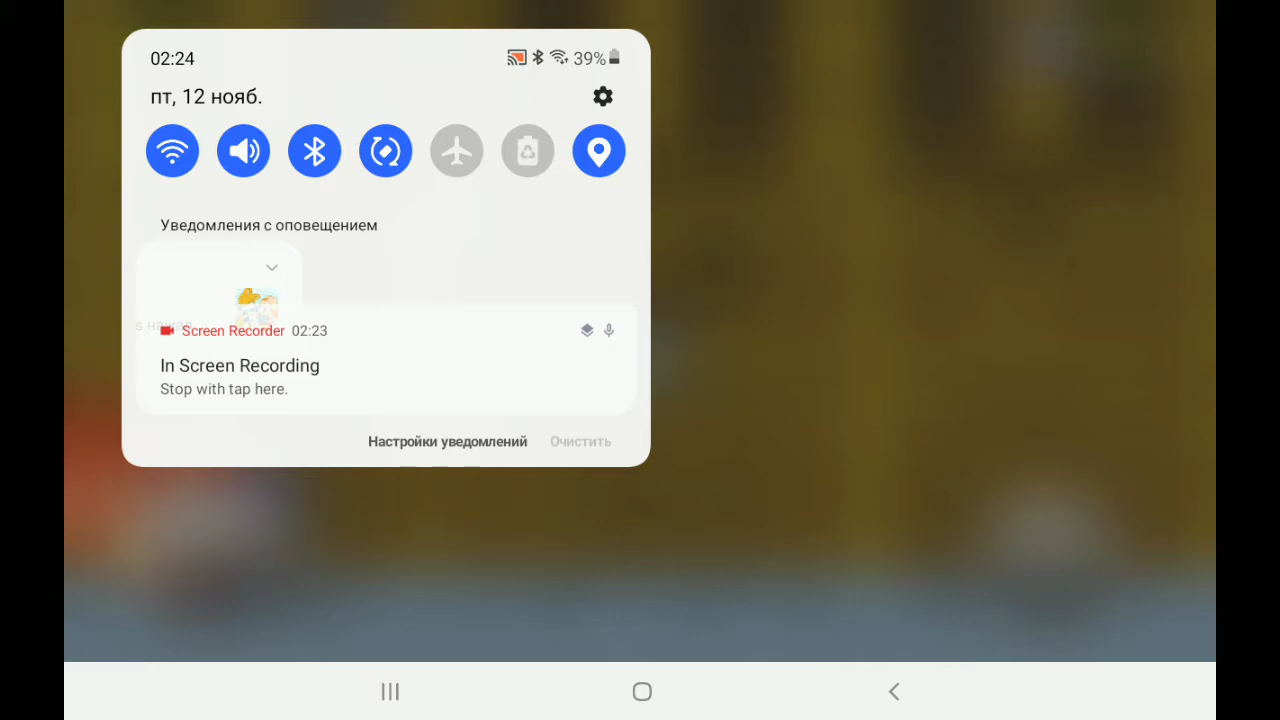 02:24
39%
пт, 12 нояб.
Уведомления с оповещением
Screen Recorder 02:23
In Screen Recording
Stop with tap here.
Настройки уведомлений Очистить